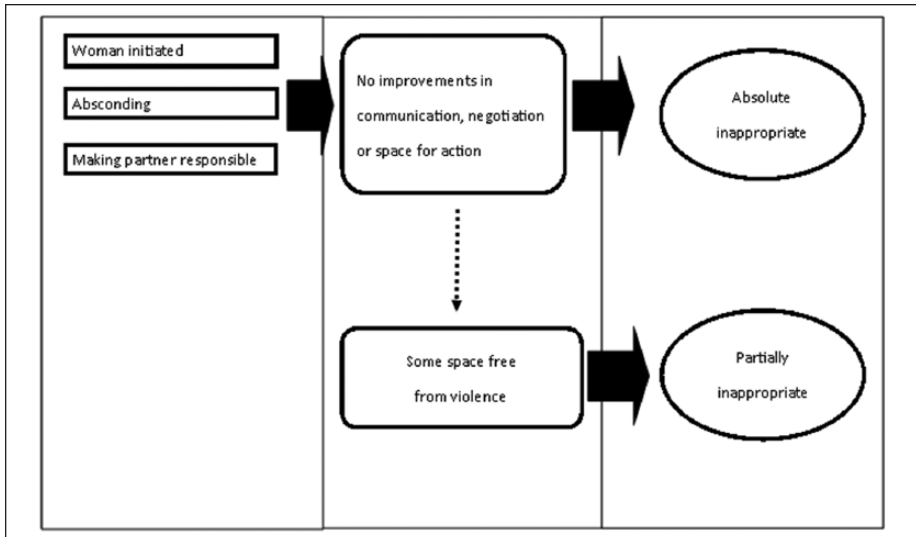 Woman initiated
Absconding
Making partner responsible
No improvements in
communication, negotiation
or space for action
Absolute
inappropriate
Some space free
from violence
Partially
inappropriate